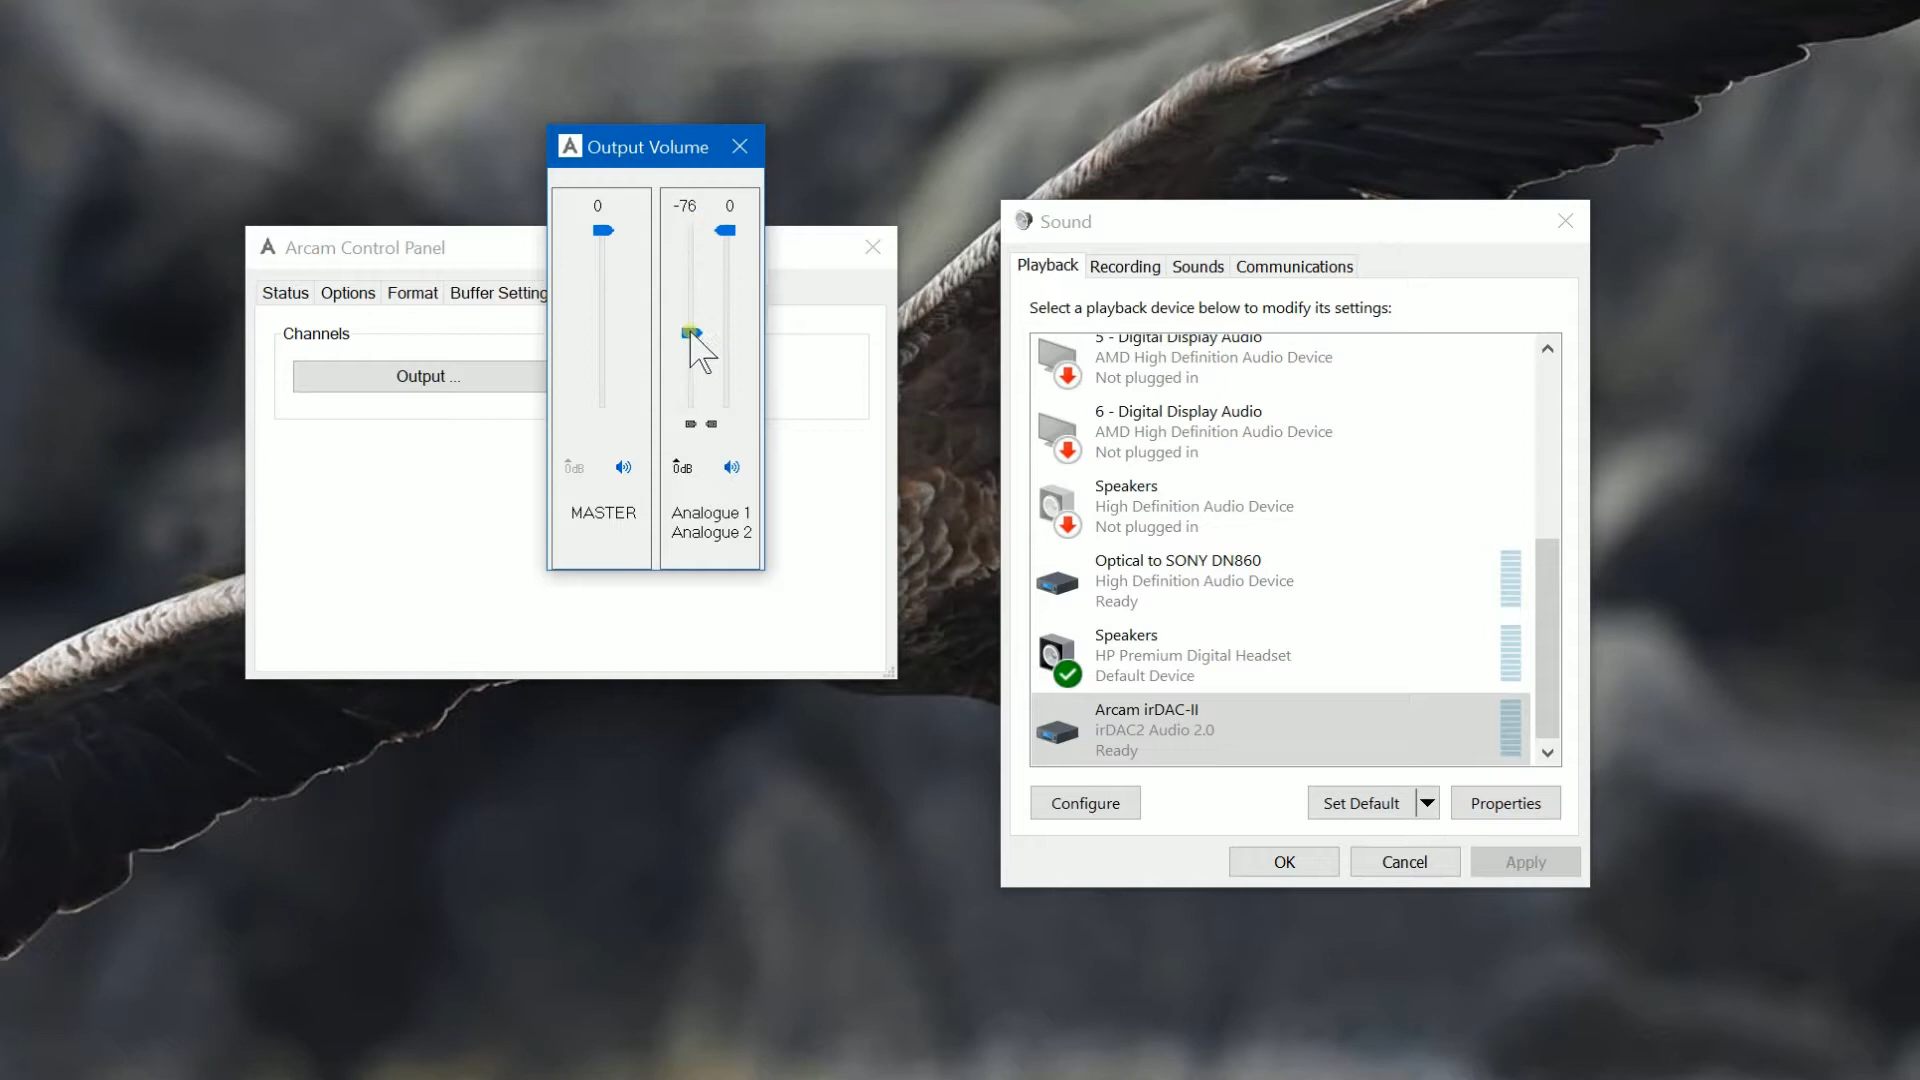 Output Volume
0
-76 0
0dB
0dB
MASTER
Analogue 1
Analogue 2
Arcam Control Panel
Status Options Format Buffer Setting
Channels
Output ...
Sound
Playback Recording Sounds Communications
Select a playback device below to modify its settings:
5 - Digital Display Audio
AMD High Definition Audio Device
Not plugged in
6 - Digital Display Audio
AMD High Definition Audio Device
Not plugged in
Speakers
High Definition Audio Device
Not plugged in
Optical to SONY DN860
High Definition Audio Device
Ready
Speakers
HP Premium Digital Headset
Default Device
Arcam irDAC-II
irDAC2 Audio 2.0
Ready
Configure Set Default Properties
OK Cancel Apply